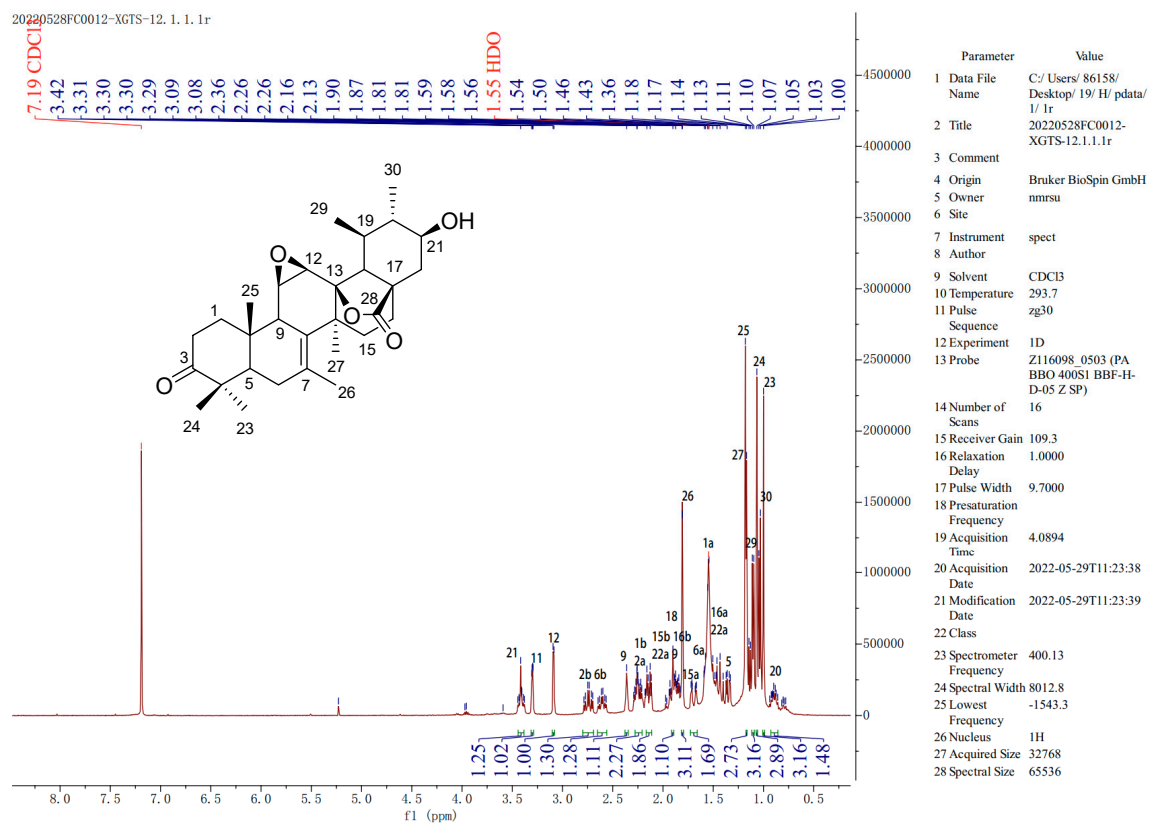 20220528FC0012-XGTS-12.1.1.1r
7.19 CDCl3
3.42
3.31
3.30
3.30
3.29
3.09
3.08
2.36
2.26
2.26
2.16
2.13
1.90
1.87
1.81
1.81
1.59
1.58
1.56
1.55 HDO
1.54
1.50
1.46
1.43
1.36
1.18
1.17
1.14
1.13
1.11
1.10
1.07
1.05
1.03
1.00
30
29
19
OH
21
O
12
13
17
25
28
1
O
O
9
15
3
27
5
7
O
26
24
23
25
24
23
27
26
30
29
1a
16a
22a
18
15b
16b
1b
22a
9
6a
21
11
12
2a
2b
6b
9
15a
5
20
4500000
4000000
3500000
3000000
2500000
2000000
1500000
1000000
500000
0
1.25
1.02
1.00
1.30
1.28
1.11
2.27
1.86
1.10
3.11
1.69
2.73
3.16
2.89
3.16
1.48
8.0
7.5
7.0
6.5
6.0
5.5
5.0
4.5
4.0
3.5
3.0
2.5
2.0
1.5
1.0
0.5
f1 (ppm)
Parameter Value
1 Data File Name C:/ Users/ 86158/
Desktop/ 19/ H/ pdata/
1/ 1r
2 Title 20220528FC0012-
XGTS-12.1.1.1r
3 Comment
4 Origin Bruker BioSpin GmbH
5 Owner nmrsu
6 Site
7 Instrument spect
8 Author
9 Solvent CDCl3
10 Temperature 293.7
11 Pulse Sequence zg30
12 Experiment 1D
13 Probe Z116098_0503 (PA
BBO 400S1 BBF-H-
D-05 Z SP)
14 Number of Scans 16
15 Receiver Gain 109.3
16 Relaxation Delay 1.0000
17 Pulse Width 9.7000
18 Presaturation Frequency
19 Acquisition Time 4.0894
20 Acquisition Date 2022-05-29T11:23:38
21 Modification Date 2022-05-29T11:23:39
22 Class
23 Spectrometer Frequency 400.13
24 Spectral Width 8012.8
25 Lowest Frequency -1543.3
26 Nucleus 1H
27 Acquired Size 32768
28 Spectral Size 65536